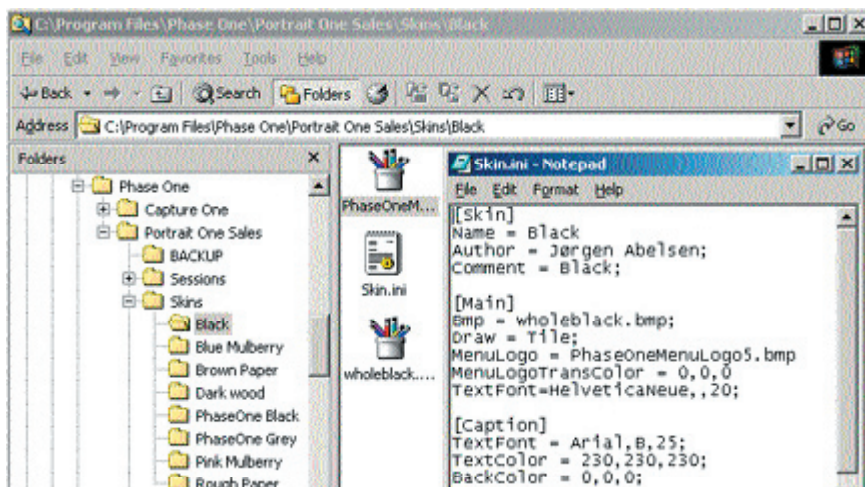 C:\Program Files\Phase One\Portrait One Sales\Skins\Black
File Edit View Favorites Tools Help
Back Search Folders
Address C:\Program Files\Phase One\Portrait One Sales\Skins\Black Go
Folders
Phase One
Capture One
Portrait One Sales
BACKUP
Sessions
Skins
Black
Blue Mulberry
Brown Paper
Dark wood
PhaseOne Black
PhaseOne Grey
Pink Mulberry
Rough Paper
PhaseOneM...
Skin.ini
wholeblack....
Skin.ini - Notepad
File Edit Format Help
[Skin]
Name = Black
Author = Jørgen Abelsen;
Comment = Black;
[Main]
Bmp = wholeblack.bmp;
Draw = Tile;
MenuLogo = PhaseOneMenuLogo5.bmp
MenuLogoTransColor = 0,0,0
TextFont=HelveticaNeue,,20;
[Caption]
TextFont = Arial,B,25;
TextColor = 230,230,230;
BackColor = 0,0,0;